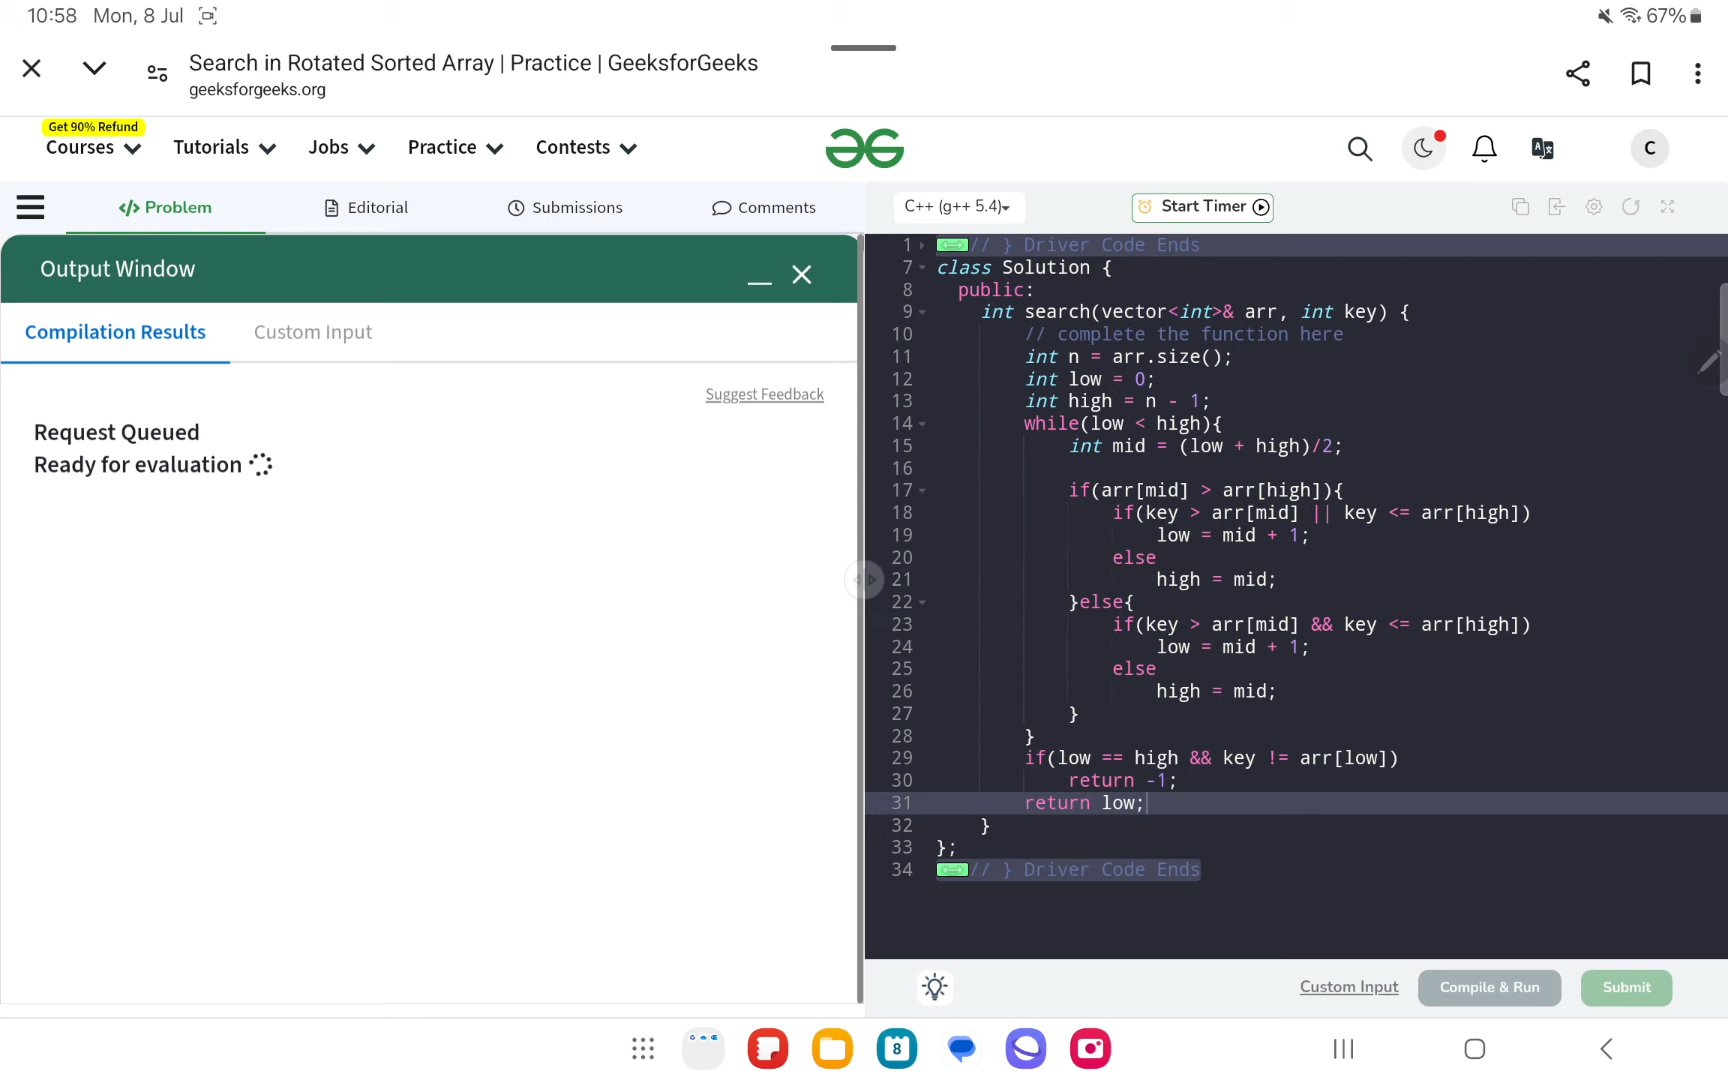 10:58 Mon, 8 Jul
67%
Search in Rotated Sorted Array | Practice | GeeksforGeeks
geeksforgeeks.org
Get 90% Refund
Courses Tutorials Jobs Practice Contests
C
Problem Editorial Submissions Comments
C++ (g++ 5.4) Start Timer
Output Window
Compilation Results Custom Input
Suggest Feedback
Request Queued
Ready for evaluation
1 // } Driver Code Ends
7 class Solution {
8 public:
9 int search(vector<int>& arr, int key) {
10 // complete the function here
11 int n = arr.size();
12 int low = 0;
13 int high = n - 1;
14 while(low < high){
15 int mid = (low + high)/2;
16
17 if(arr[mid] > arr[high]){
18 if(key > arr[mid] || key <= arr[high])
19 low = mid + 1;
20 else
21 high = mid;
22 }else{
23 if(key > arr[mid] && key <= arr[high])
24 low = mid + 1;
25 else
26 high = mid;
27 }
28 }
29 if(low == high && key != arr[low])
30 return -1;
31 return low;
32 }
33 };
34 // } Driver Code Ends
Custom Input Compile & Run Submit
8